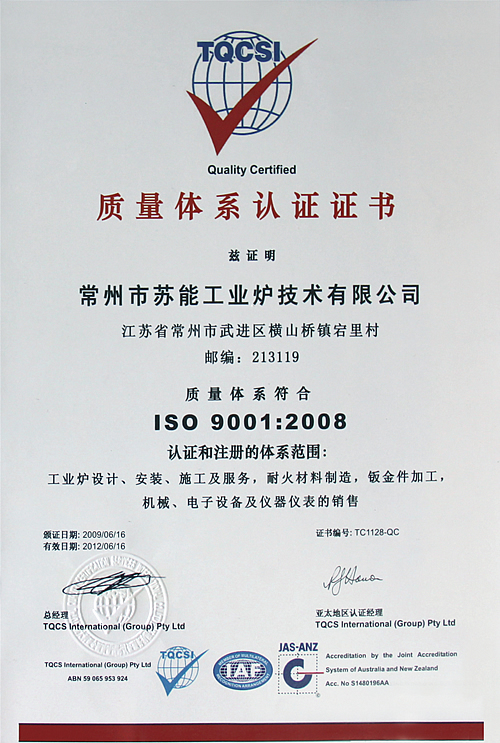 TQCSI
Quality Certified
质量体系认证证书
兹证明
常州市苏能工业炉技术有限公司
江苏省常州市武进区横山桥镇宕里村
邮编：213119
质量体系符合
ISO 9001:2008
认证和注册的体系范围:
工业炉设计、安装、施工及服务，耐火材料制造，钣金件加工，
机械、电子设备及仪器仪表的销售
颁证日期: 2009/06/16
有效日期: 2012/06/16
证书编号: TC1128-QC
总经理
TQCS International (Group) Pty Ltd
亚太地区认证经理
TQCS International (Group) Pty Ltd
TQCS International (Group) Pty Ltd
ABN 59 065 953 924
TQCSI
IAF
JAS-ANZ
Accreditation by the Joint Accreditation
System of Australia and New Zealand
Acc. No S1480196AA